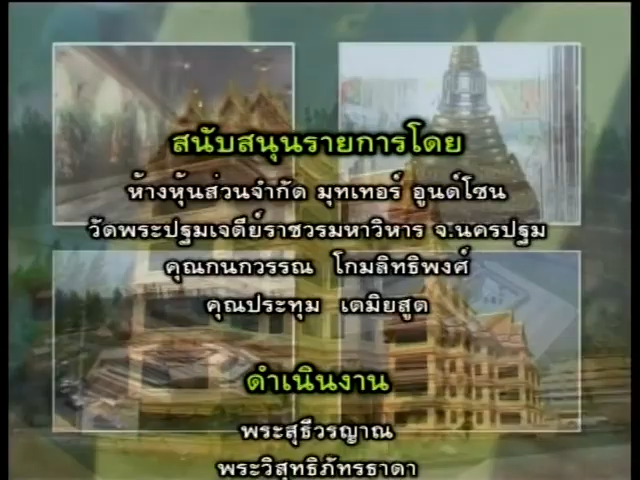 สนับสนุนรายการโดย
ห้างหุ้นส่วนจำกัด มุทเทอร์ อูนด์โซน
วัดพระปฐมเจดีย์ราชวรมหาวิหาร จ.นครปฐม
คุณกนกวรรณ โกมลิทธิพงศ์
คุณประทุม เตมิยสูต
ดำเนินงาน
พระสุธีวรญาณ
พระวิสุทธิภัทรธาดา